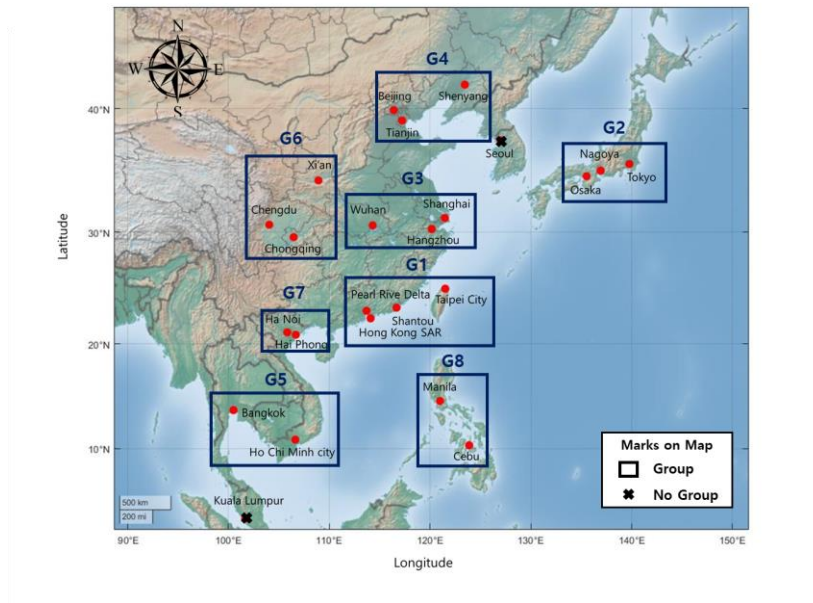 N
W
E
S
G4
Beijing
Shenyang
Tianjin
40°N
Seoul
G2
Nagoya
Osaka
Tokyo
G6
Xi'an
Chengdu
Chongqing
G3
Wuhan
Shanghai
Hangzhou
30°N
Latitude
G1
Pearl Rive Delta
Taipei City
Shantou
Hong Kong SAR
G7
Ha Noi
Hai Phong
20°N
G5
Bangkok
Ho Chi Minh city
G8
Manila
Cebu
10°N
Marks on Map
Group
No Group
500 km
200 mi
Kuala Lumpur
90°E
100°E
110°E
120°E
130°E
140°E
150°E
Longitude